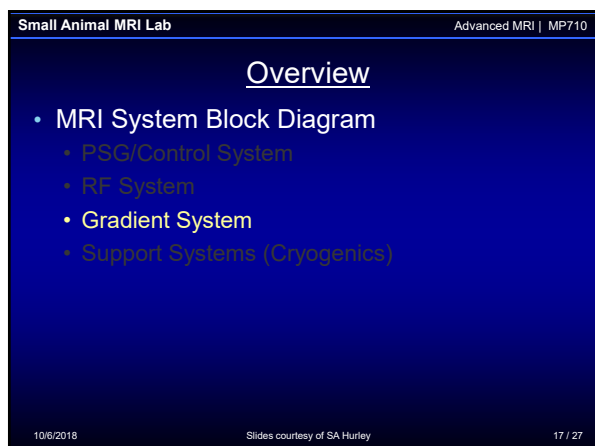 Small Animal MRI Lab
Advanced MRI | MP710
Overview
• MRI System Block Diagram
• PSG/Control System
• RF System
• Gradient System
• Support Systems (Cryogenics)
10/6/2018
Slides courtesy of SA Hurley
17 / 27